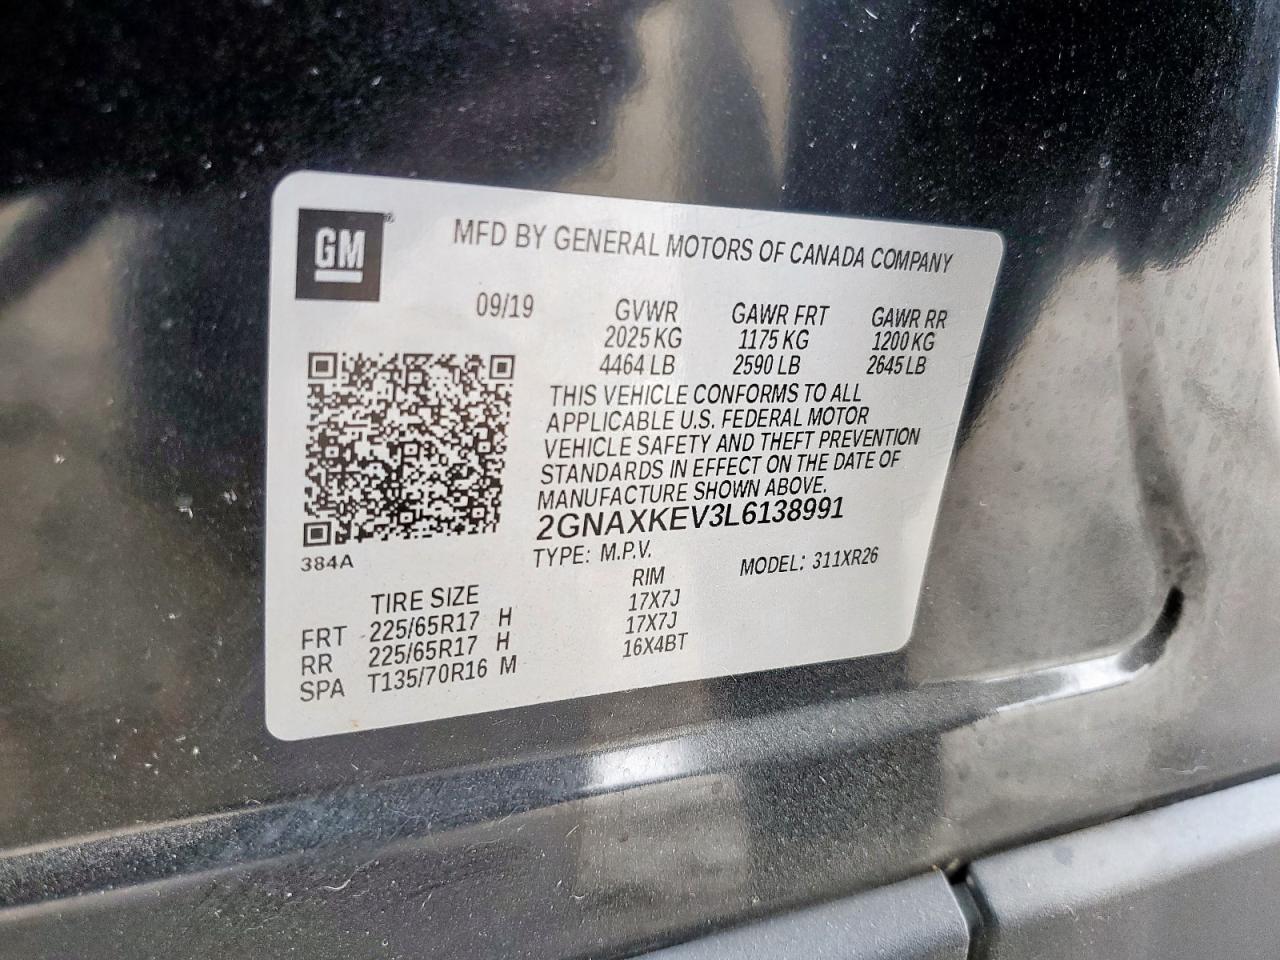 GM
MFD BY GENERAL MOTORS OF CANADA COMPANY
09/19 GVWR GAWR FRT GAWR RR
2025 KG 1175 KG 1200 KG
4464 LB 2590 LB 2645 LB
THIS VEHICLE CONFORMS TO ALL
APPLICABLE U.S. FEDERAL MOTOR
VEHICLE SAFETY AND THEFT PREVENTION
STANDARDS IN EFFECT ON THE DATE OF
MANUFACTURE SHOWN ABOVE.
2GNAXKEV3L6138991
384A
TYPE: M.P.V. MODEL: 311XR26
TIRE SIZE RIM
FRT 225/65R17 H 17X7J
RR 225/65R17 H 17X7J
SPA T135/70R16 M 16X4BT